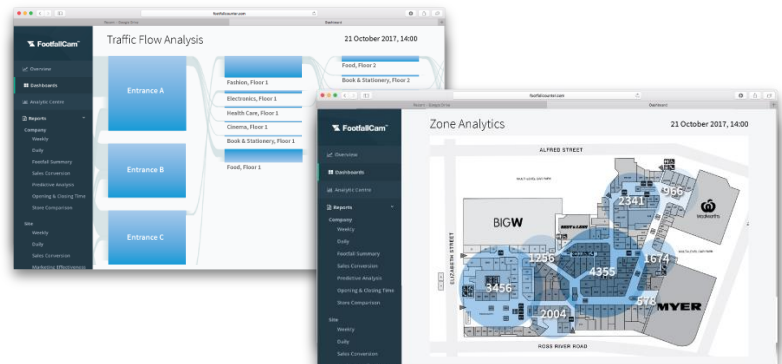 footfallcounter.com
Dashboard
FootfallCam™
Traffic Flow Analysis
21 October 2017, 14:00
Overview
Dashboards
Analytic Centre
Reports
Company
Weekly
Daily
Footfall Summary
Sales Conversion
Predictive Analysis
Opening & Closing Time
Store Comparison
Site
Weekly
Daily
Sales Conversion
Marketing Effectiveness
Entrance A
Entrance B
Entrance C
Fashion, Floor 1
Electronics, Floor 1
Health Care, Floor 1
Cinema, Floor 1
Book & Stationery, Floor 1
Food, Floor 1
Food, Floor 2
Book & Stationery, Floor 2
footfallcounter.com
Dashboard
FootfallCam™
Zone Analytics
21 October 2017, 14:00
Overview
Dashboards
Analytic Centre
Reports
Company
Weekly
Daily
Footfall Summary
Sales Conversion
Predictive Analysis
Opening & Closing Time
Store Comparison
Site
Weekly
Daily
Sales Conversion
ALFRED STREET
ELIZABETH STREET
BIGW
Woolworths
MYER
ROSS RIVER ROAD
2341
966
1256
4355
1674
3456
578
2004